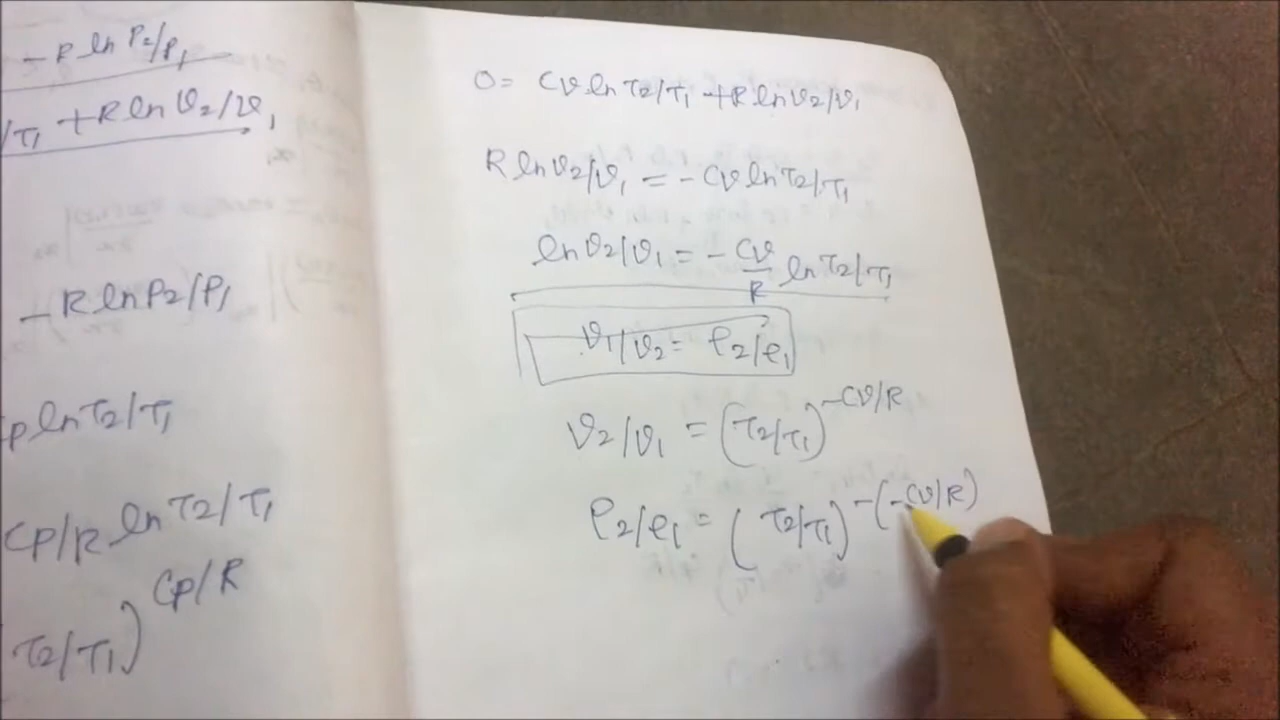 -R ln P2/P1
/T1 +R ln v2/v1
-R ln P2/P1
Cp ln T2/T1
CP/R ln T2/T1
T2/T1) Cp/R
0= Cv ln T2/T1 +R ln v2/v1
R ln v2/v1 = -Cv ln T2/T1
ln v2/v1 = - Cv/R ln T2/T1
v1/v2 = ρ2/ρ1
v2/v1 = (T2/T1)^-Cv/R
ρ2/ρ1 = (T2/T1)^-(-Cv/R)